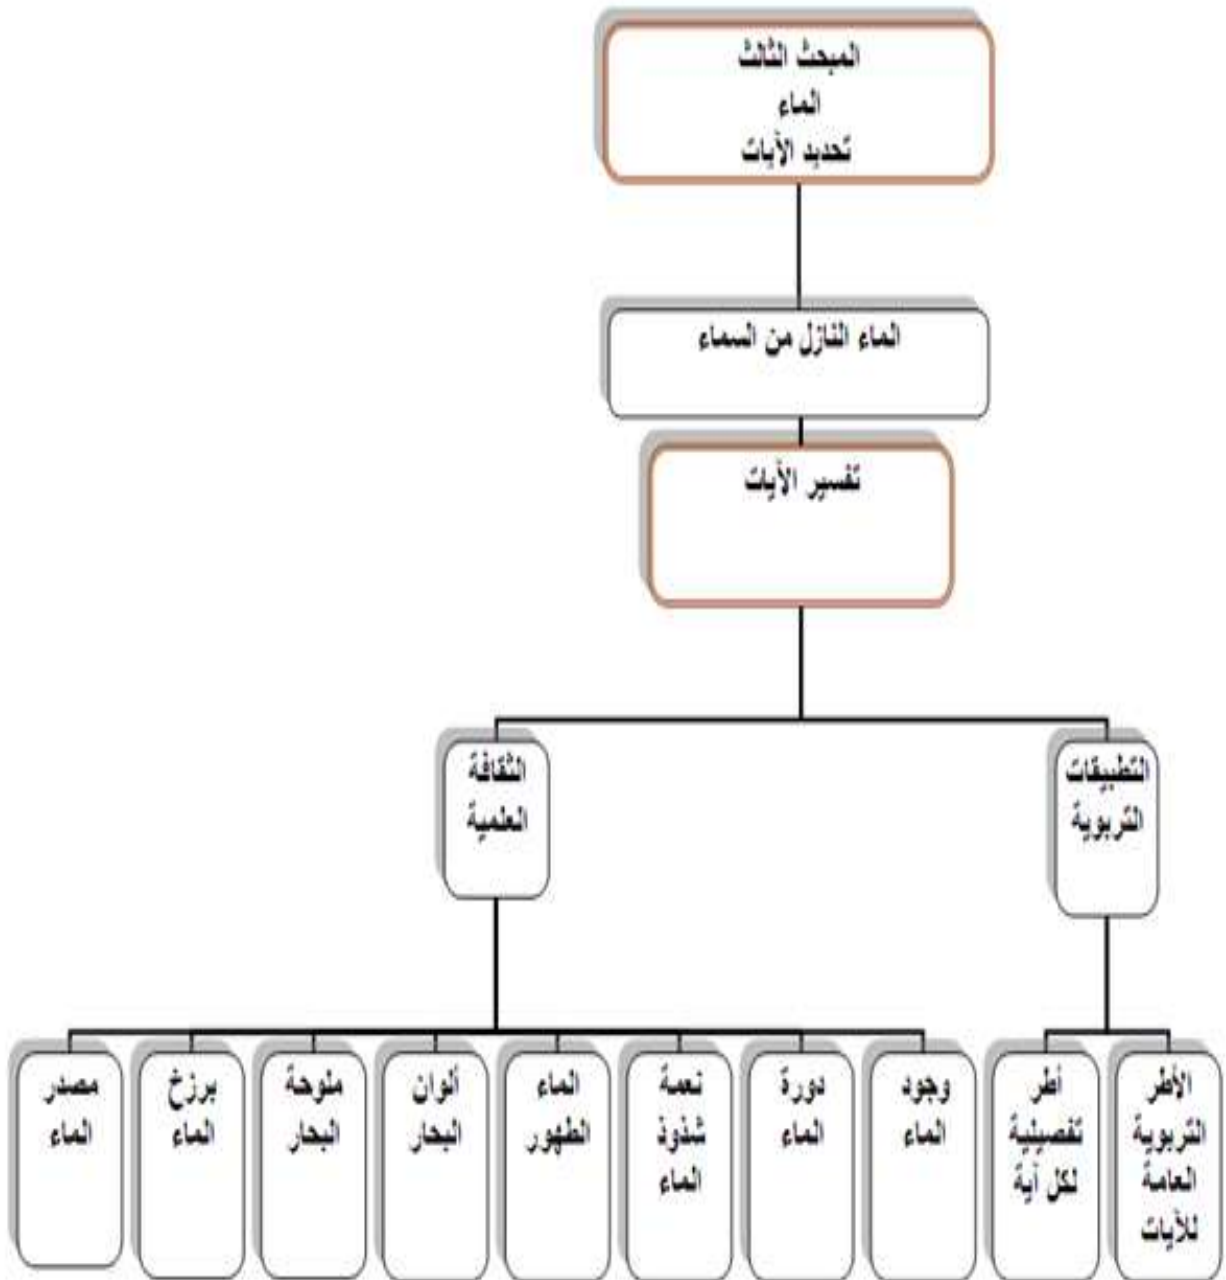 المبحث الثالث
الماء
تحديد الآيات
الماء النازل من السماء
تفسير الآيات
التطبيقات
التربوية
الثقافة
العلمية
الأطر
التربوية
العامة
للآيات
أطر
تفصيلية
لكل آية
وجود
الماء
دورة
الماء
نعمة
شذوذ
الماء
الماء
الطهور
ألوان
البحار
ملوحة
البحار
برزخ
الماء
مصدر
الماء